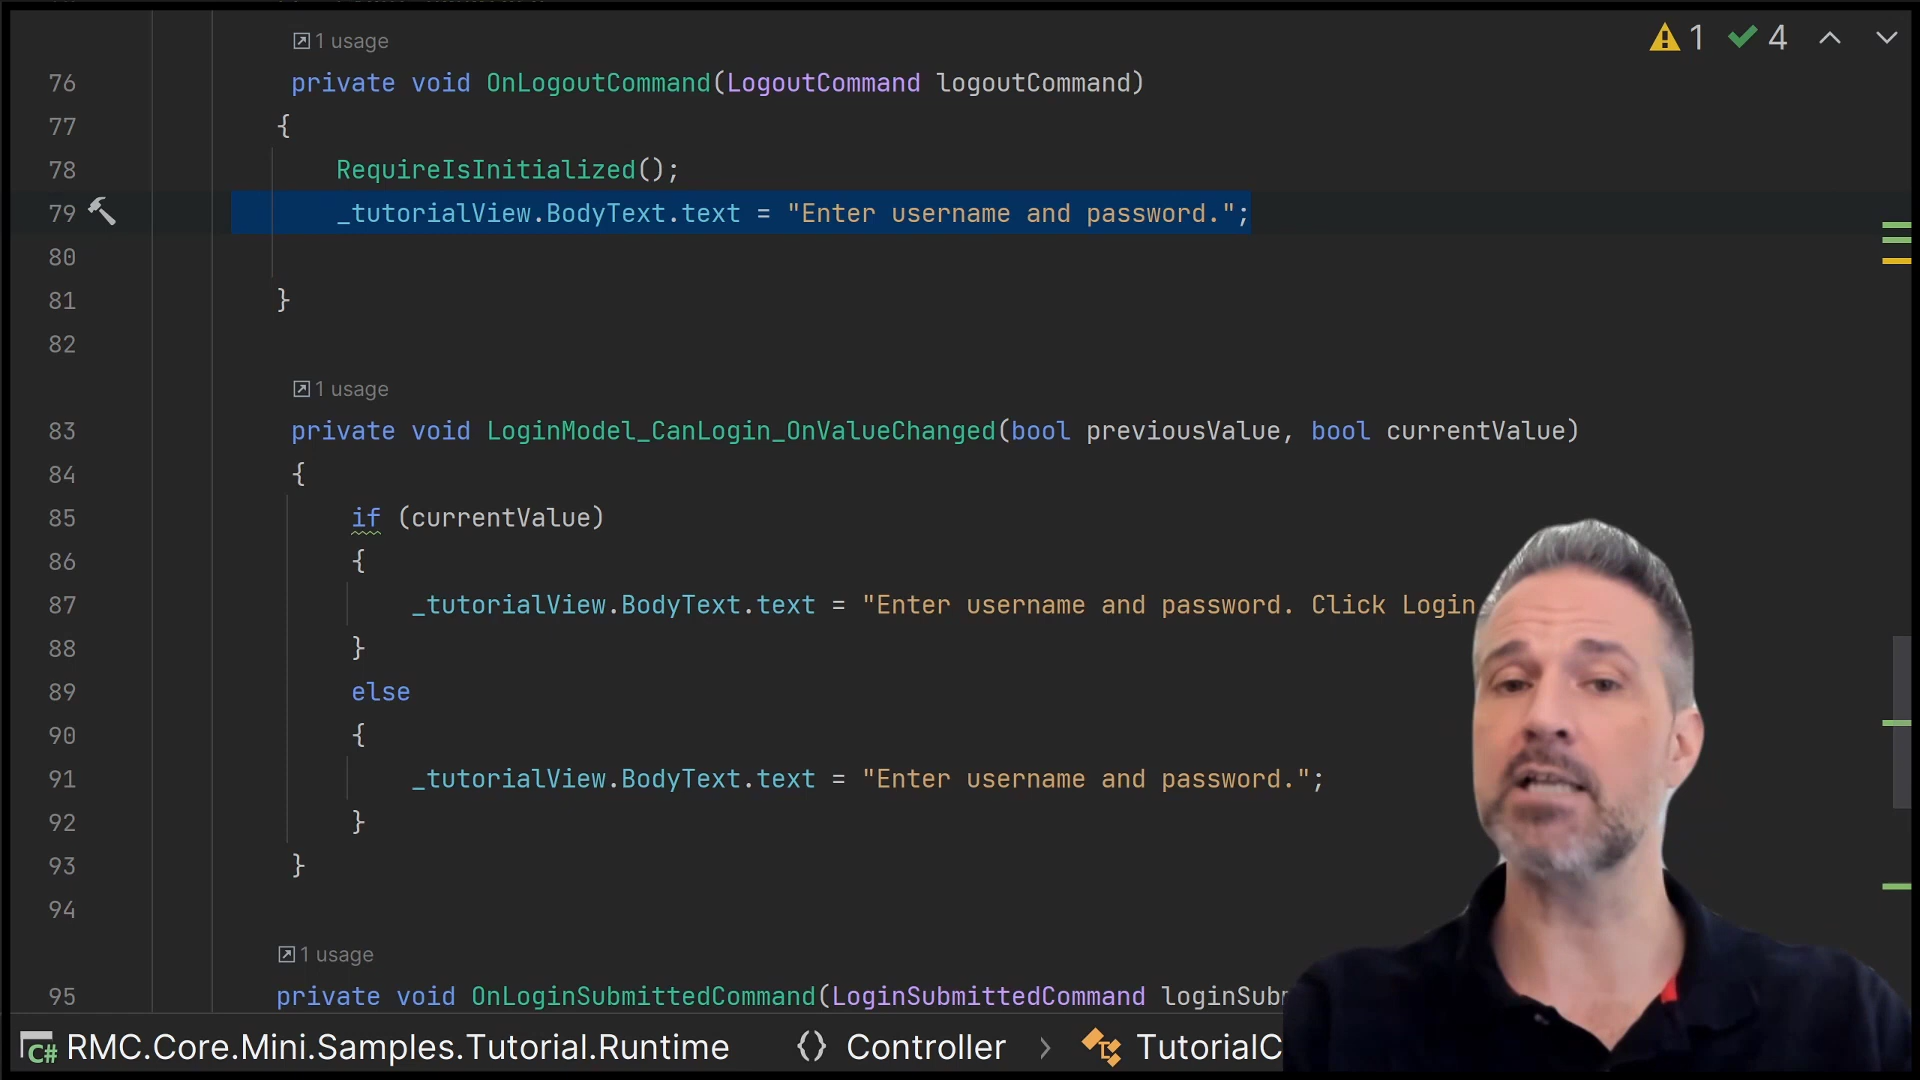 1 usage
1 4
76 private void OnLogoutCommand(LogoutCommand logoutCommand)
77 {
78 RequireIsInitialized();
79 _tutorialView.BodyText.text = "Enter username and password.";
80
81 }
82
1 usage
83 private void LoginModel_CanLogin_OnValueChanged(bool previousValue, bool currentValue)
84 {
85 if (currentValue)
86 {
87 _tutorialView.BodyText.text = "Enter username and password. Click Login
88 }
89 else
90 {
91 _tutorialView.BodyText.text = "Enter username and password.";
92 }
93 }
94
1 usage
95 private void OnLoginSubmittedCommand(LoginSubmittedCommand loginSub
C# RMC.Core.Mini.Samples.Tutorial.Runtime {} Controller > TutorialC